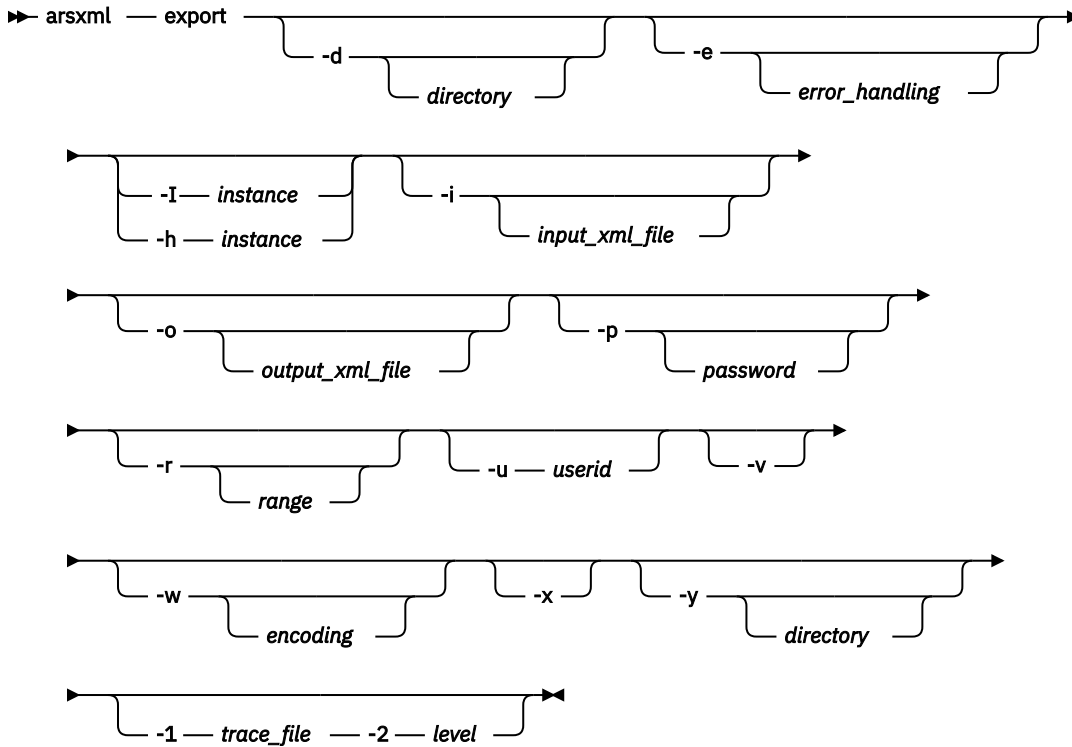 arsxml export
-d -e
directory error_handling
-I instance -i
-h instance input_xml_file
-o -p
output_xml_file password
-r -u userid -v
range
-w -x -y
encoding directory
-1 trace_file -2 level